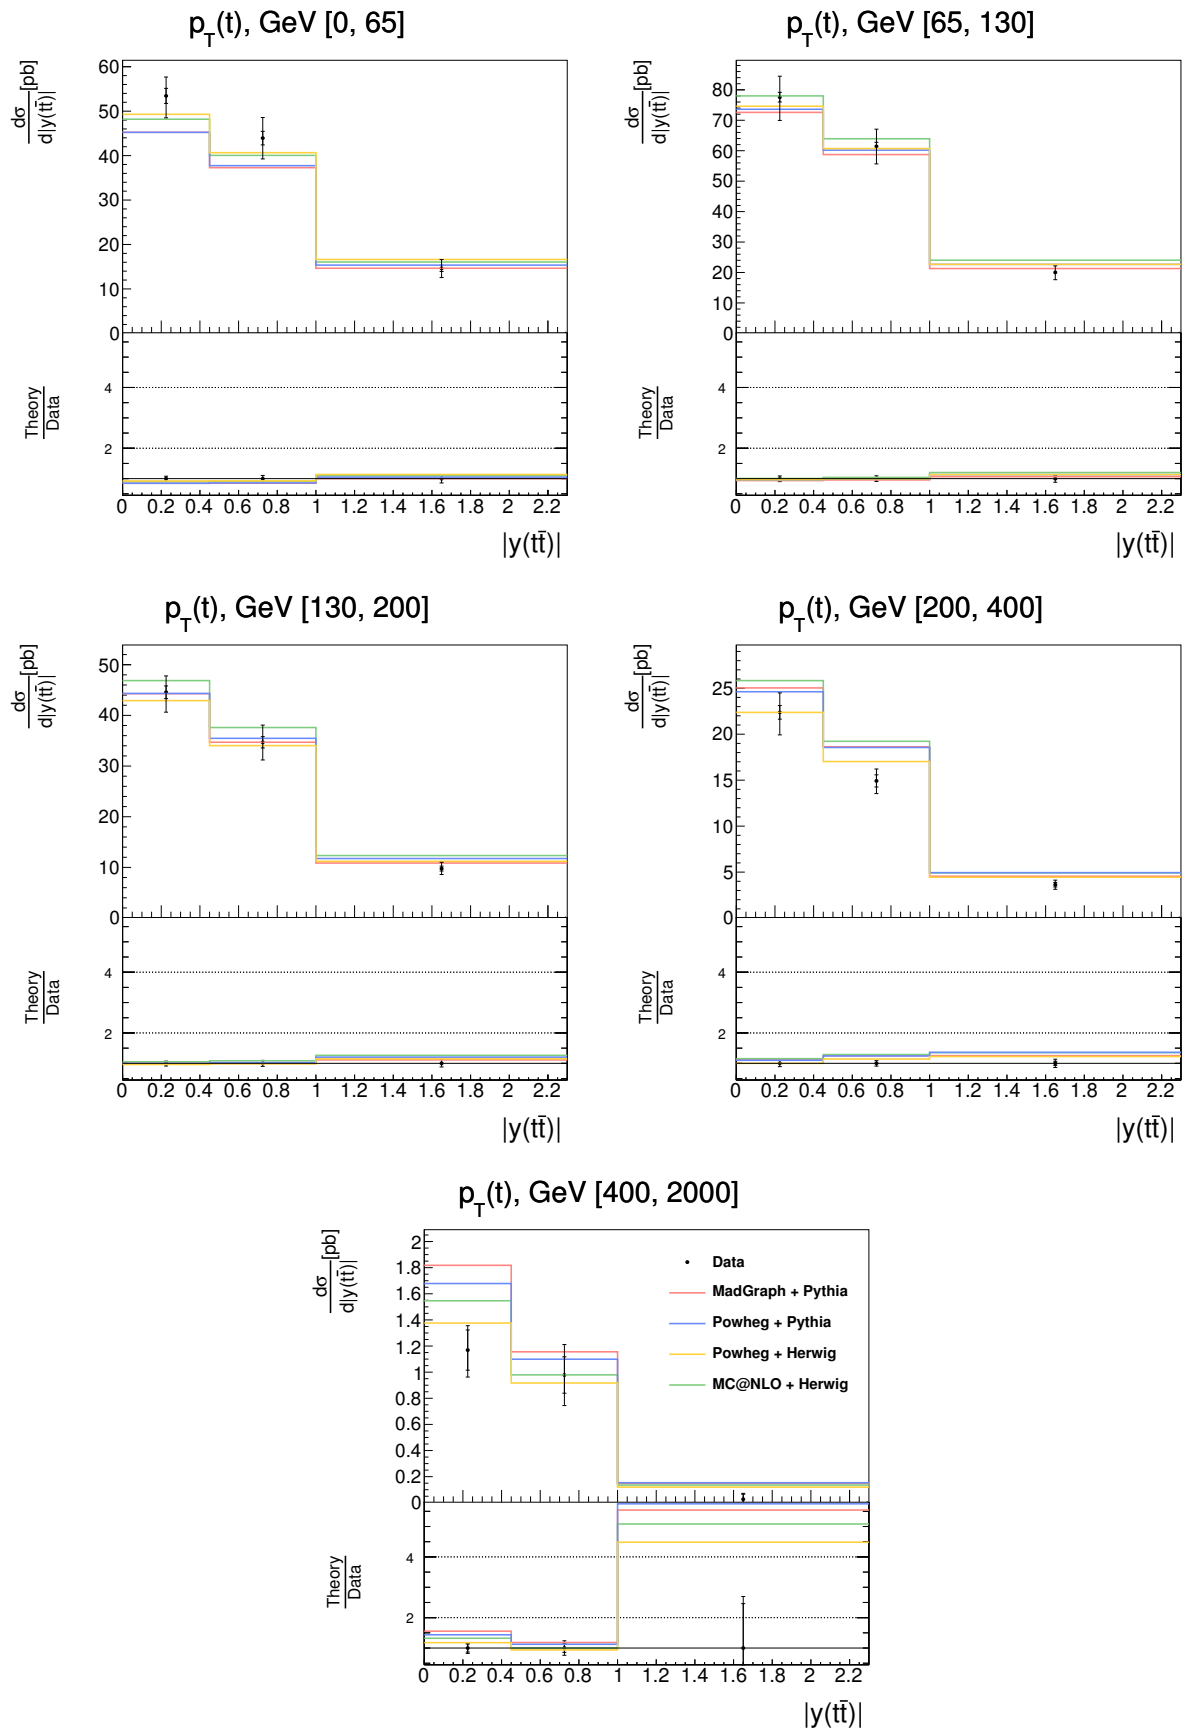 p_T(t), GeV [0, 65]
dσ
d|y(tt̄)| [pb]
60
50
40
30
20
10
0
Theory
Data
4
2
0 0.2 0.4 0.6 0.8 1 1.2 1.4 1.6 1.8 2 2.2
|y(tt̄)|
p_T(t), GeV [65, 130]
dσ
d|y(tt̄)| [pb]
80
70
60
50
40
30
20
10
0
Theory
Data
4
2
0 0.2 0.4 0.6 0.8 1 1.2 1.4 1.6 1.8 2 2.2
|y(tt̄)|
p_T(t), GeV [130, 200]
dσ
d|y(tt̄)| [pb]
50
40
30
20
10
0
Theory
Data
4
2
0 0.2 0.4 0.6 0.8 1 1.2 1.4 1.6 1.8 2 2.2
|y(tt̄)|
p_T(t), GeV [200, 400]
dσ
d|y(tt̄)| [pb]
25
20
15
10
5
0
Theory
Data
4
2
0 0.2 0.4 0.6 0.8 1 1.2 1.4 1.6 1.8 2 2.2
|y(tt̄)|
p_T(t), GeV [400, 2000]
dσ
d|y(tt̄)| [pb]
2
1.8
1.6
1.4
1.2
1
0.8
0.6
0.4
0.2
0
Data
MadGraph + Pythia
Powheg + Pythia
Powheg + Herwig
MC@NLO + Herwig
Theory
Data
4
2
0 0.2 0.4 0.6 0.8 1 1.2 1.4 1.6 1.8 2 2.2
|y(tt̄)|